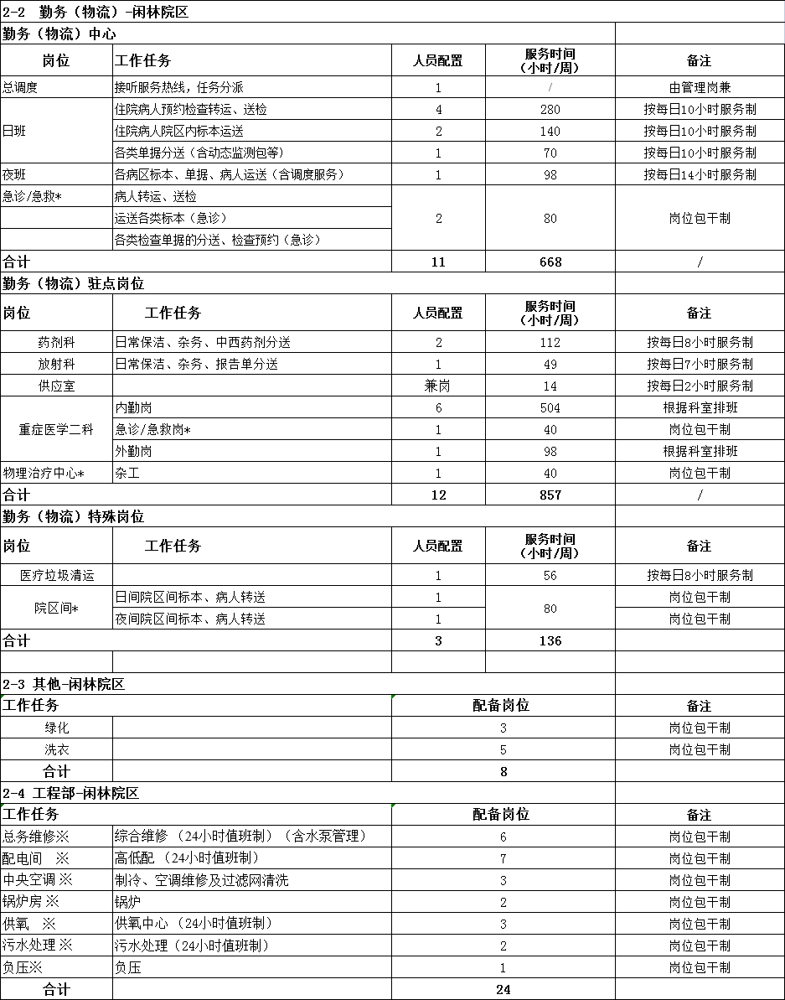 2-2 勤务（物流）-闲林院区
勤务（物流）中心
岗位 工作任务 人员配置 服务时间（小时/周） 备注
总调度 接听服务热线，任务分派 1 / 由管理岗兼
日班 住院病人预约检查转运、送检 4 280 按每日10小时服务制
住院病人院区内标本运送 2 140 按每日10小时服务制
各类单据分送（含动态监测包等） 1 70 按每日10小时服务制
夜班 各病区标本、单据、病人运送（含调度服务） 1 98 按每日14小时服务制
急诊/急救* 病人转运、送检
运送各类标本（急诊） 2 80 岗位包干制
各类检查单据的分送、检查预约（急诊）
合计 11 668 /
勤务（物流）驻点岗位
岗位 工作任务 人员配置 服务时间（小时/周） 备注
药剂科 日常保洁、杂务、中西药剂分送 2 112 按每日8小时服务制
放射科 日常保洁、杂务、报告单分送 1 49 按每日7小时服务制
供应室 兼岗 14 按每日2小时服务制
内勤岗 6 504 根据科室排班
重症医学二科 急诊/急救岗* 1 40 岗位包干制
外勤岗 1 98 根据科室排班
物理治疗中心* 杂工 1 40 岗位包干制
合计 12 857 /
勤务（物流）特殊岗位
岗位 工作任务 人员配置 服务时间（小时/周） 备注
医疗垃圾清运 1 56 按每日8小时服务制
院区间* 日间院区间标本、病人转送 1 80 岗位包干制
夜间院区间标本、病人转送 1 岗位包干制
合计 3 136
2-3 其他-闲林院区
工作任务 配备岗位 备注
绿化 3 岗位包干制
洗衣 5 岗位包干制
合计 8
2-4 工程部-闲林院区
工作任务 配备岗位 备注
总务维修※ 综合维修（24小时值班制）（含水泵管理） 6 岗位包干制
配电间 ※ 高低配（24小时值班制） 7 岗位包干制
中央空调 ※ 制冷、空调维修及过滤网清洗 3 岗位包干制
锅炉房 ※ 锅炉 2 岗位包干制
供氧 ※ 供氧中心（24小时值班制） 3 岗位包干制
污水处理 ※ 污水处理（24小时值班制） 2 岗位包干制
负压※ 负压 1 岗位包干制
合计 24